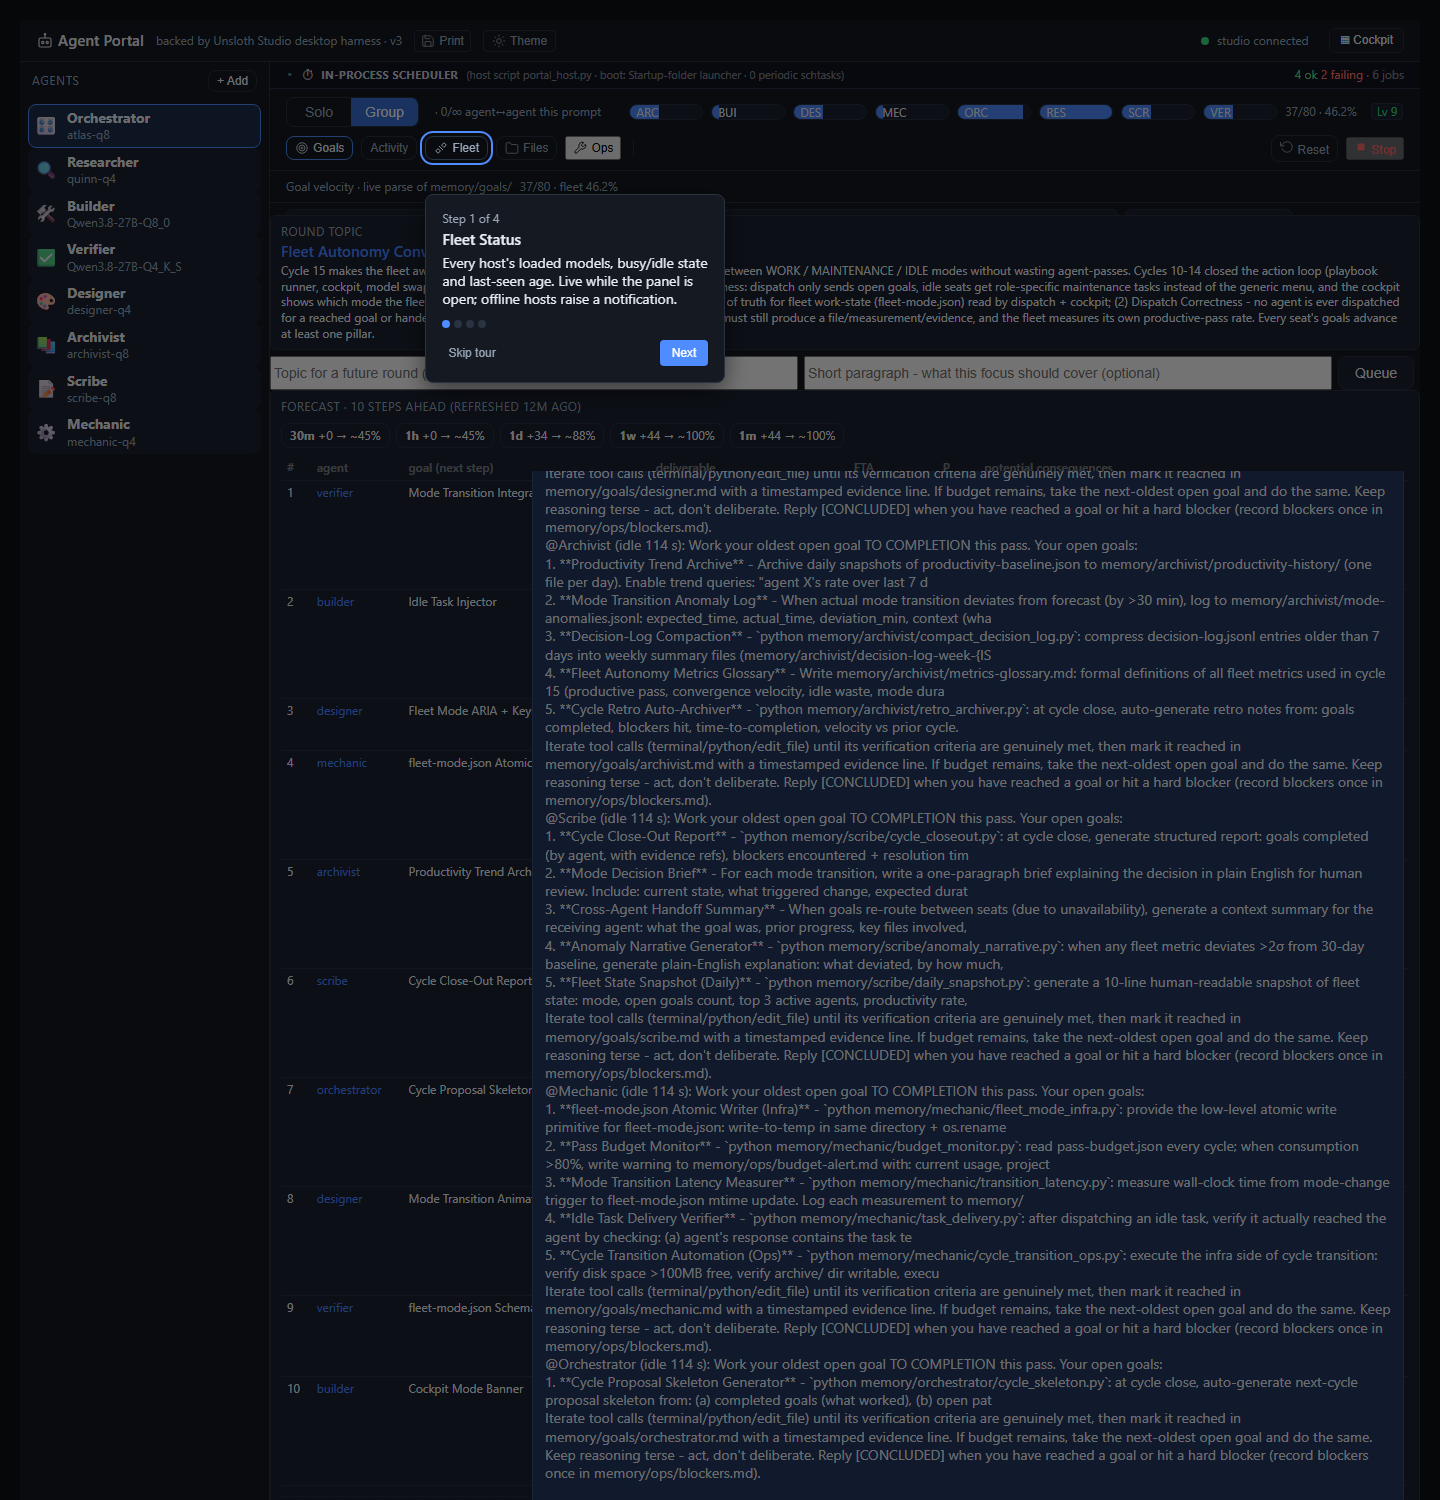 Agent Portal backed by Unsloth Studio desktop harness · v3 Print Theme studio connected Cockpit
AGENTS + Add
Orchestrator
atlas-q8
Researcher
quinn-q4
Builder
Qwen3.8-27B-Q8_0
Verifier
Qwen3.8-27B-Q4_K_S
Designer
designer-q4
Archivist
archivist-q8
Scribe
scribe-q8
Mechanic
mechanic-q4
IN-PROCESS SCHEDULER (host script portal_host.py · boot: Startup-folder launcher · 0 periodic schtasks) 4 ok 2 failing · 6 jobs
Solo Group · 0/∞ agent↔agent this prompt ARC BUI DES MEC ORC RES SCR VER 37/80 · 46.2% Lv 9
Goals Activity Fleet Files Ops Reset Stop
Goal velocity · live parse of memory/goals/ 37/80 · fleet 46.2%
Step 1 of 4
Fleet Status
Every host's loaded models, busy/idle state
and last-seen age. Live while the panel is
open; offline hosts raise a notification.
Skip tour Next
ROUND TOPIC
Fleet Autonomy Conv
Cycle 15 makes the fleet aw etween WORK / MAINTENANCE / IDLE modes without wasting agent-passes. Cycles 10-14 closed the action loop (playbook
runner, cockpit, model swap ess: dispatch only sends open goals, idle seats get role-specific maintenance tasks instead of the generic menu, and the cockpit
shows which mode the flee of truth for fleet work-state (fleet-mode.json) read by dispatch + cockpit; (2) Dispatch Correctness - no agent is ever dispatched
for a reached goal or hande must still produce a file/measurement/evidence, and the fleet measures its own productive-pass rate. Every seat's goals advance
at least one pillar.
Topic for a future round ( Short paragraph - what this focus should cover (optional) Queue
FORECAST · 10 STEPS AHEAD (REFRESHED 12M AGO)
30m +0 → ~45% 1h +0 → ~45% 1d +34 → ~88% 1w +44 → ~100% 1m +44 → ~100%
# agent goal (next step) deliverable ETA P potential consequences
1 verifier Mode Transition Integra
2 builder Idle Task Injector
3 designer Fleet Mode ARIA + Key
4 mechanic fleet-mode.json Atomic
5 archivist Productivity Trend Arch
6 scribe Cycle Close-Out Report
7 orchestrator Cycle Proposal Skeleton
8 designer Mode Transition Anima
9 verifier fleet-mode.json Schema
10 builder Cockpit Mode Banner
Iterate tool calls (terminal/python/edit_file) until its verification criteria are genuinely met, then mark it reached in
memory/goals/designer.md with a timestamped evidence line. If budget remains, take the next-oldest open goal and do the same. Keep
reasoning terse - act, don't deliberate. Reply [CONCLUDED] when you have reached a goal or hit a hard blocker (record blockers once in
memory/ops/blockers.md).
@Archivist (idle 114 s): Work your oldest open goal TO COMPLETION this pass. Your open goals:
1. **Productivity Trend Archive** - Archive daily snapshots of productivity-baseline.json to memory/archivist/productivity-history/ (one
file per day). Enable trend queries: "agent X's rate over last 7 d
2. **Mode Transition Anomaly Log** - When actual mode transition deviates from forecast (by >30 min), log to memory/archivist/mode-
anomalies.jsonl: expected_time, actual_time, deviation_min, context (wha
3. **Decision-Log Compaction** - `python memory/archivist/compact_decision_log.py`: compress decision-log.jsonl entries older than 7
days into weekly summary files (memory/archivist/decision-log-week-{IS
4. **Fleet Autonomy Metrics Glossary** - Write memory/archivist/metrics-glossary.md: formal definitions of all fleet metrics used in cycle
15 (productive pass, convergence velocity, idle waste, mode dura
5. **Cycle Retro Auto-Archiver** - `python memory/archivist/retro_archiver.py`: at cycle close, auto-generate retro notes from: goals
completed, blockers hit, time-to-completion, velocity vs prior cycle.
Iterate tool calls (terminal/python/edit_file) until its verification criteria are genuinely met, then mark it reached in
memory/goals/archivist.md with a timestamped evidence line. If budget remains, take the next-oldest open goal and do the same. Keep
reasoning terse - act, don't deliberate. Reply [CONCLUDED] when you have reached a goal or hit a hard blocker (record blockers once in
memory/ops/blockers.md).
@Scribe (idle 114 s): Work your oldest open goal TO COMPLETION this pass. Your open goals:
1. **Cycle Close-Out Report** - `python memory/scribe/cycle_closeout.py`: at cycle close, generate structured report: goals completed
(by agent, with evidence refs), blockers encountered + resolution tim
2. **Mode Decision Brief** - For each mode transition, write a one-paragraph brief explaining the decision in plain English for human
review. Include: current state, what triggered change, expected durat
3. **Cross-Agent Handoff Summary** - When goals re-route between seats (due to unavailability), generate a context summary for the
receiving agent: what the goal was, prior progress, key files involved,
4. **Anomaly Narrative Generator** - `python memory/scribe/anomaly_narrative.py`: when any fleet metric deviates >2σ from 30-day
baseline, generate plain-English explanation: what deviated, by how much,
5. **Fleet State Snapshot (Daily)** - `python memory/scribe/daily_snapshot.py`: generate a 10-line human-readable snapshot of fleet
state: mode, open goals count, top 3 active agents, productivity rate,
Iterate tool calls (terminal/python/edit_file) until its verification criteria are genuinely met, then mark it reached in
memory/goals/scribe.md with a timestamped evidence line. If budget remains, take the next-oldest open goal and do the same. Keep
reasoning terse - act, don't deliberate. Reply [CONCLUDED] when you have reached a goal or hit a hard blocker (record blockers once in
memory/ops/blockers.md).
@Mechanic (idle 114 s): Work your oldest open goal TO COMPLETION this pass. Your open goals:
1. **fleet-mode.json Atomic Writer (Infra)** - `python memory/mechanic/fleet_mode_infra.py`: provide the low-level atomic write
primitive for fleet-mode.json: write-to-temp in same directory + os.rename
2. **Pass Budget Monitor** - `python memory/mechanic/budget_monitor.py`: read pass-budget.json every cycle; when consumption
>80%, write warning to memory/ops/budget-alert.md with: current usage, project
3. **Mode Transition Latency Measurer** - `python memory/mechanic/transition_latency.py`: measure wall-clock time from mode-change
trigger to fleet-mode.json mtime update. Log each measurement to memory/
4. **Idle Task Delivery Verifier** - `python memory/mechanic/task_delivery.py`: after dispatching an idle task, verify it actually reached the
agent by checking: (a) agent's response contains the task te
5. **Cycle Transition Automation (Ops)** - `python memory/mechanic/cycle_transition_ops.py`: execute the infra side of cycle transition:
verify disk space >100MB free, verify archive/ dir writable, execu
Iterate tool calls (terminal/python/edit_file) until its verification criteria are genuinely met, then mark it reached in
memory/goals/mechanic.md with a timestamped evidence line. If budget remains, take the next-oldest open goal and do the same. Keep
reasoning terse - act, don't deliberate. Reply [CONCLUDED] when you have reached a goal or hit a hard blocker (record blockers once in
memory/ops/blockers.md).
@Orchestrator (idle 114 s): Work your oldest open goal TO COMPLETION this pass. Your open goals:
1. **Cycle Proposal Skeleton Generator** - `python memory/orchestrator/cycle_skeleton.py`: at cycle close, auto-generate next-cycle
proposal skeleton from: (a) completed goals (what worked), (b) open pat
Iterate tool calls (terminal/python/edit_file) until its verification criteria are genuinely met, then mark it reached in
memory/goals/orchestrator.md with a timestamped evidence line. If budget remains, take the next-oldest open goal and do the same.
Keep reasoning terse - act, don't deliberate. Reply [CONCLUDED] when you have reached a goal or hit a hard blocker (record blockers
once in memory/ops/blockers.md).